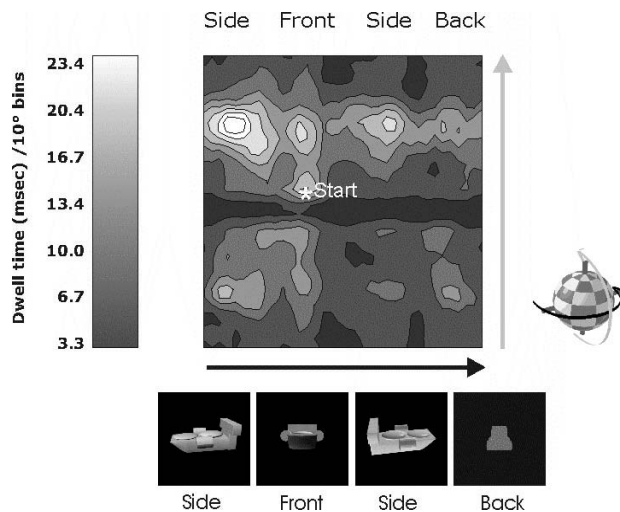 Side Front Side Back
23.4
20.4
16.7
13.4
10.0
6.7
3.3
Dwell time (msec) /10° bins
Start
Side Front Side Back